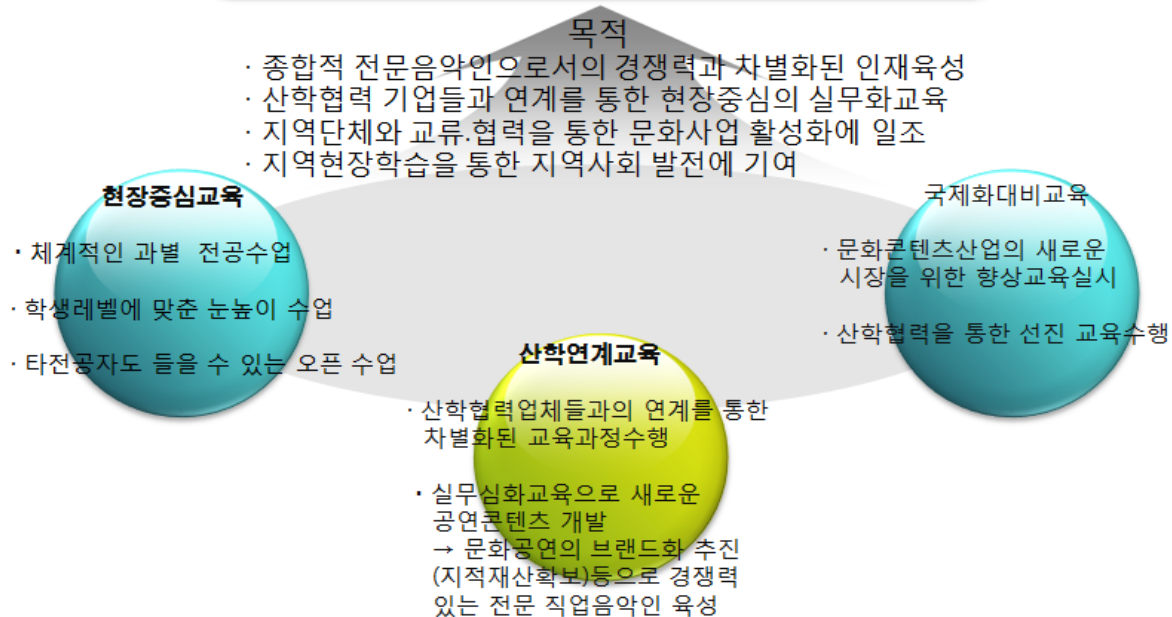 목적
· 종합적 전문음악인으로서의 경쟁력과 차별화된 인재육성
· 산학협력 기업들과 연계를 통한 현장중심의 실무화교육
· 지역단체와 교류.협력을 통한 문화사업 활성화에 일조
· 지역현장학습을 통한 지역사회 발전에 기여
현장중심교육
· 체계적인 과별 전공수업
· 학생레벨에 맞춘 눈높이 수업
· 타전공자도 들을 수 있는 오픈 수업
산학연계교육
· 산학협력업체들과의 연계를 통한
차별화된 교육과정수행
· 실무심화교육으로 새로운
공연콘텐츠 개발
→ 문화공연의 브랜드화 추진
(지적재산확보)등으로 경쟁력
있는 전문 직업음악인 육성
국제화대비교육
· 문화콘텐츠산업의 새로운
시장을 위한 향상교육실시
· 산학협력을 통한 선진 교육수행